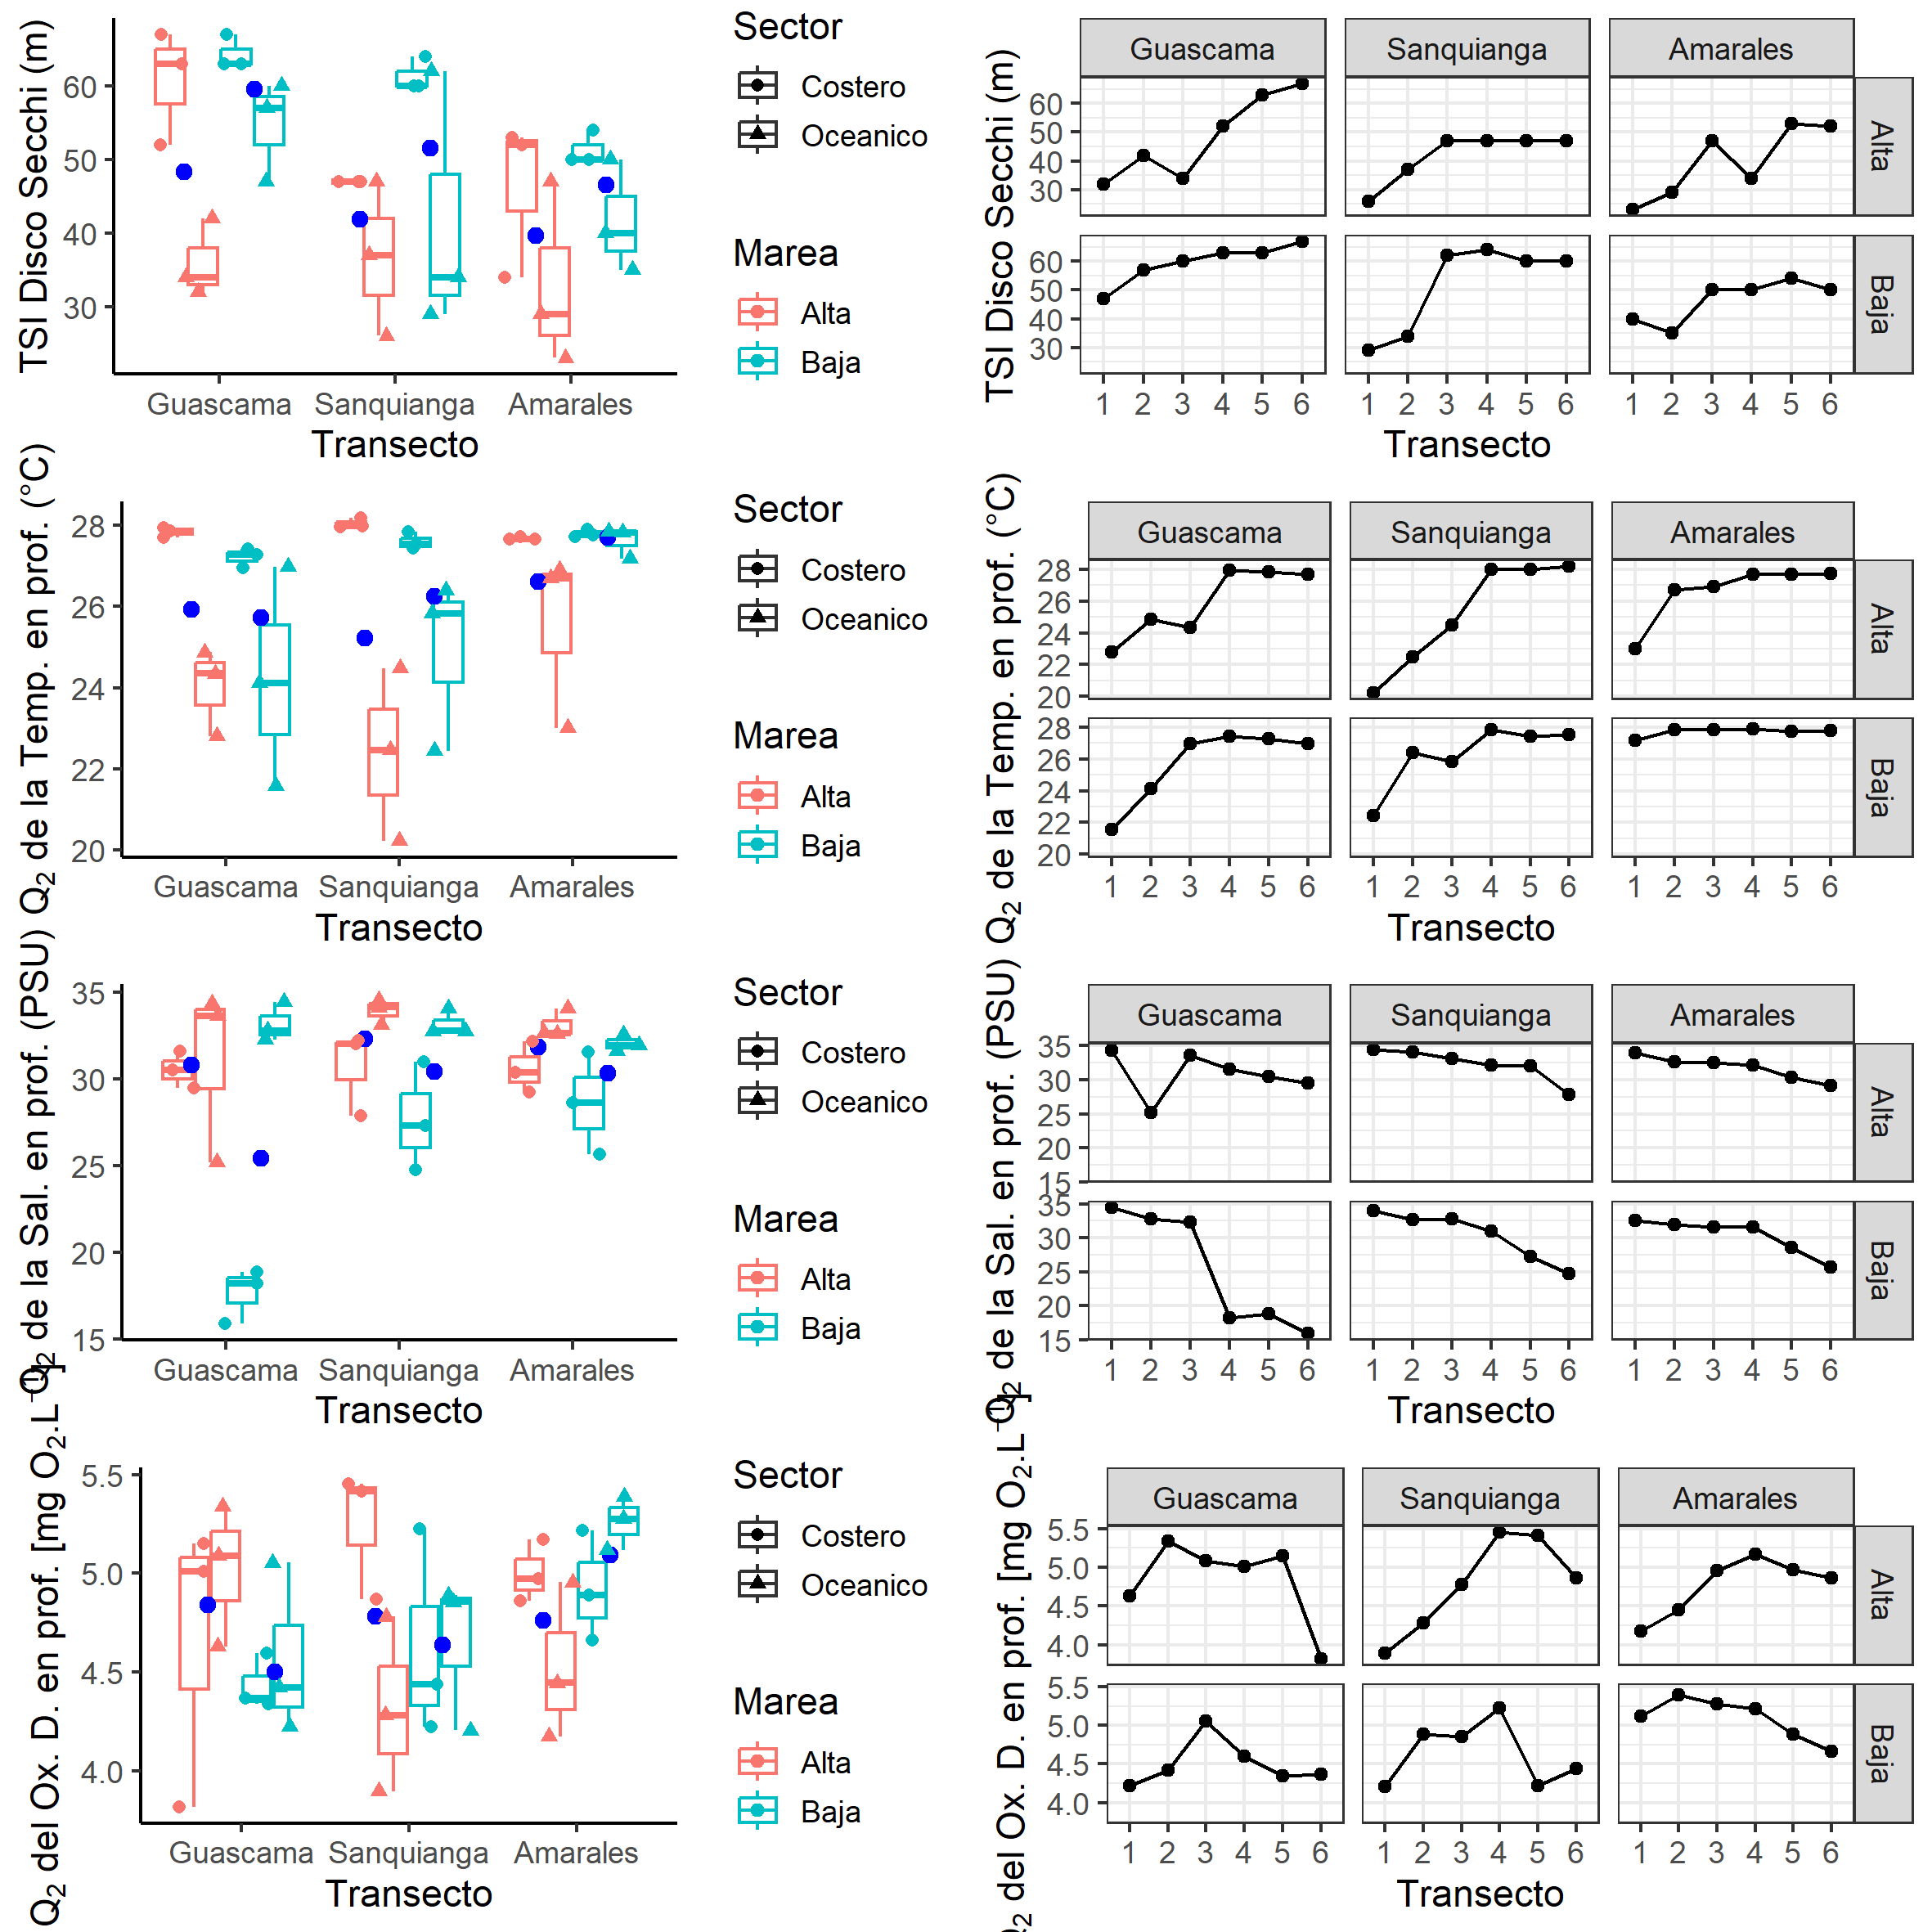 TSI Disco Secchi (m)
60
50
40
30
Guascama Sanquianga Amarales
Transecto
Sector
Costero
Oceanico
Marea
Alta
Baja
TSI Disco Secchi (m)
Guascama Sanquianga Amarales
60
50
40
30
Alta
60
50
40
30
Baja
1 2 3 4 5 6 1 2 3 4 5 6 1 2 3 4 5 6
Transecto
Q2 de la Temp. en prof. (°C)
28
26
24
22
20
Guascama Sanquianga Amarales
Transecto
Sector
Costero
Oceanico
Marea
Alta
Baja
Q2 de la Temp. en prof. (°C)
Guascama Sanquianga Amarales
28
26
24
22
20
Alta
28
26
24
22
20
Baja
1 2 3 4 5 6 1 2 3 4 5 6 1 2 3 4 5 6
Transecto
Q2 de la Sal. en prof. (PSU)
35
30
25
20
15
Guascama Sanquianga Amarales
Transecto
Sector
Costero
Oceanico
Marea
Alta
Baja
Q2 de la Sal. en prof. (PSU)
Guascama Sanquianga Amarales
35
30
25
20
15
Alta
35
30
25
20
15
Baja
1 2 3 4 5 6 1 2 3 4 5 6 1 2 3 4 5 6
Transecto
Q2 del Ox. D. en prof. [mg O2.L⁻¹]
5.5
5.0
4.5
4.0
Guascama Sanquianga Amarales
Transecto
Sector
Costero
Oceanico
Marea
Alta
Baja
Q2 del Ox. D. en prof. [mg O2.L⁻¹]
Guascama Sanquianga Amarales
5.5
5.0
4.5
4.0
Alta
5.5
5.0
4.5
4.0
Baja
1 2 3 4 5 6 1 2 3 4 5 6 1 2 3 4 5 6
Transecto